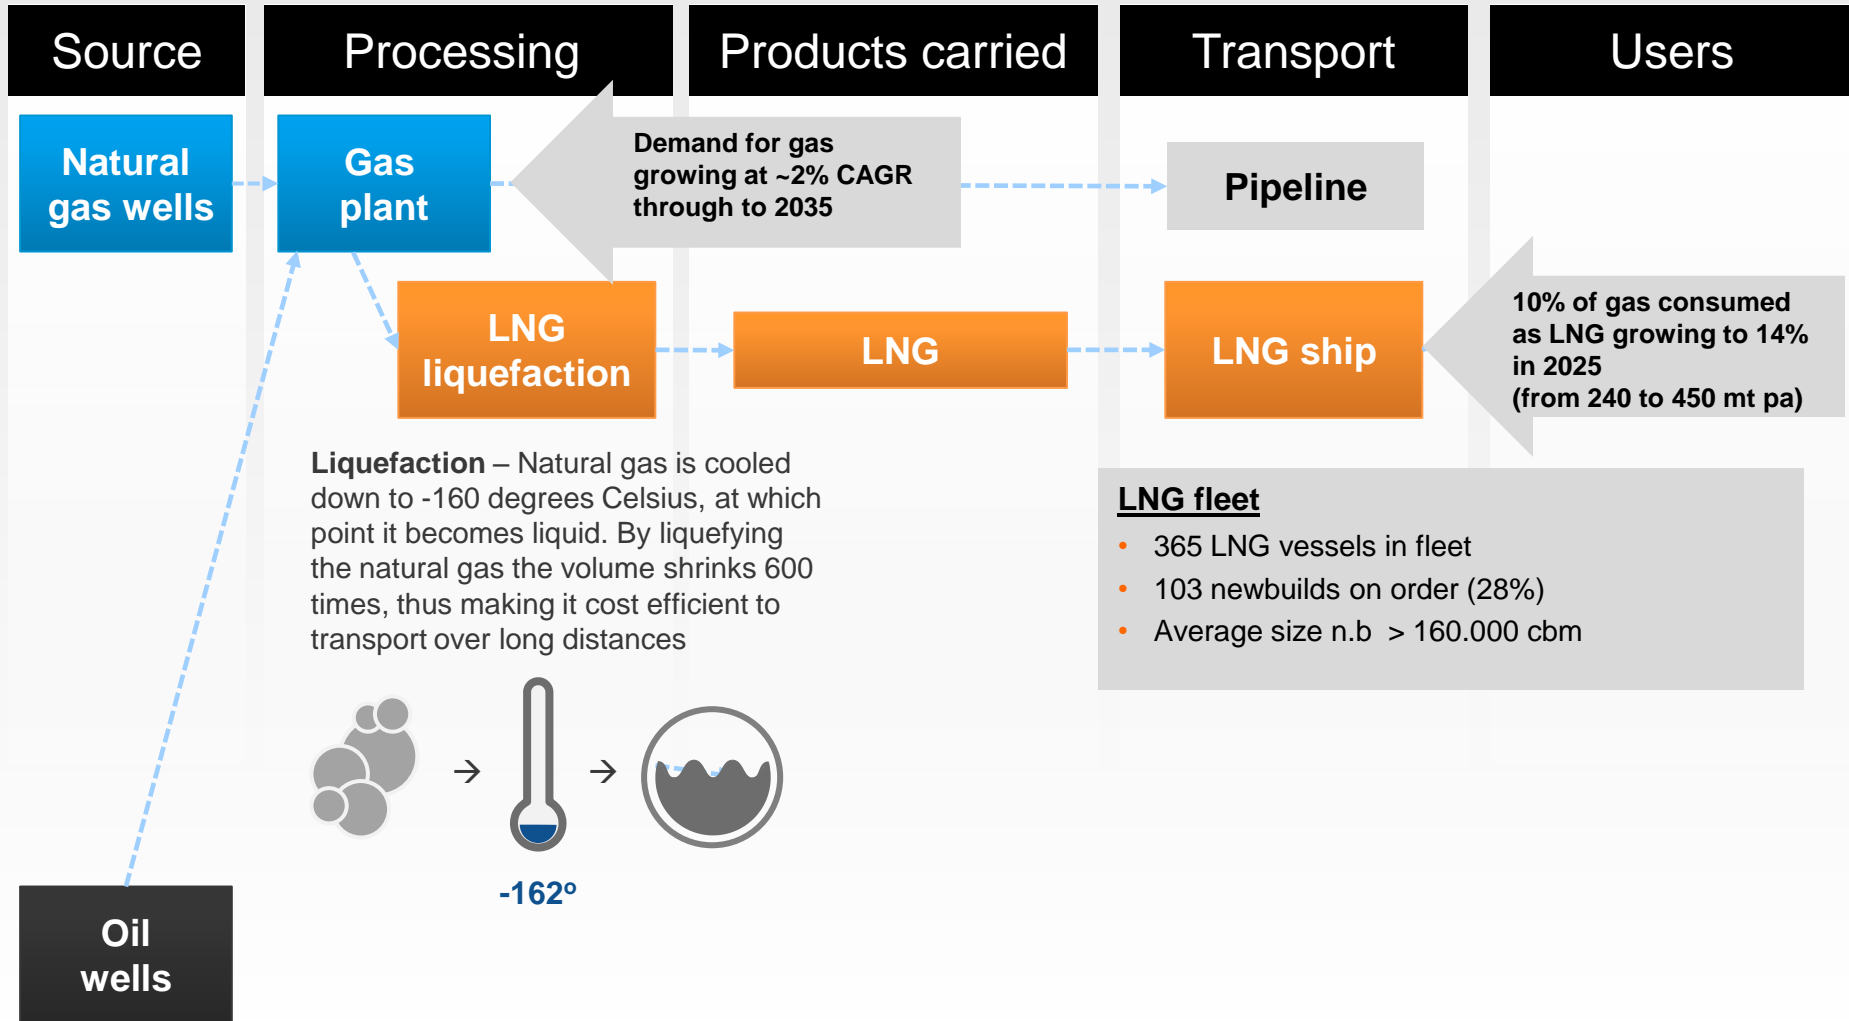 Source
Processing
Products carried
Transport
Users
Natural
gas wells
Gas
plant
Demand for gas
growing at ~2% CAGR
through to 2035
Pipeline
LNG
liquefaction
LNG
LNG ship
10% of gas consumed
as LNG growing to 14%
in 2025
(from 240 to 450 mt pa)
Liquefaction – Natural gas is cooled
down to -160 degrees Celsius, at which
point it becomes liquid. By liquefying
the natural gas the volume shrinks 600
times, thus making it cost efficient to
transport over long distances
LNG fleet
• 365 LNG vessels in fleet
• 103 newbuilds on order (28%)
• Average size n.b > 160.000 cbm
-162º
Oil
wells